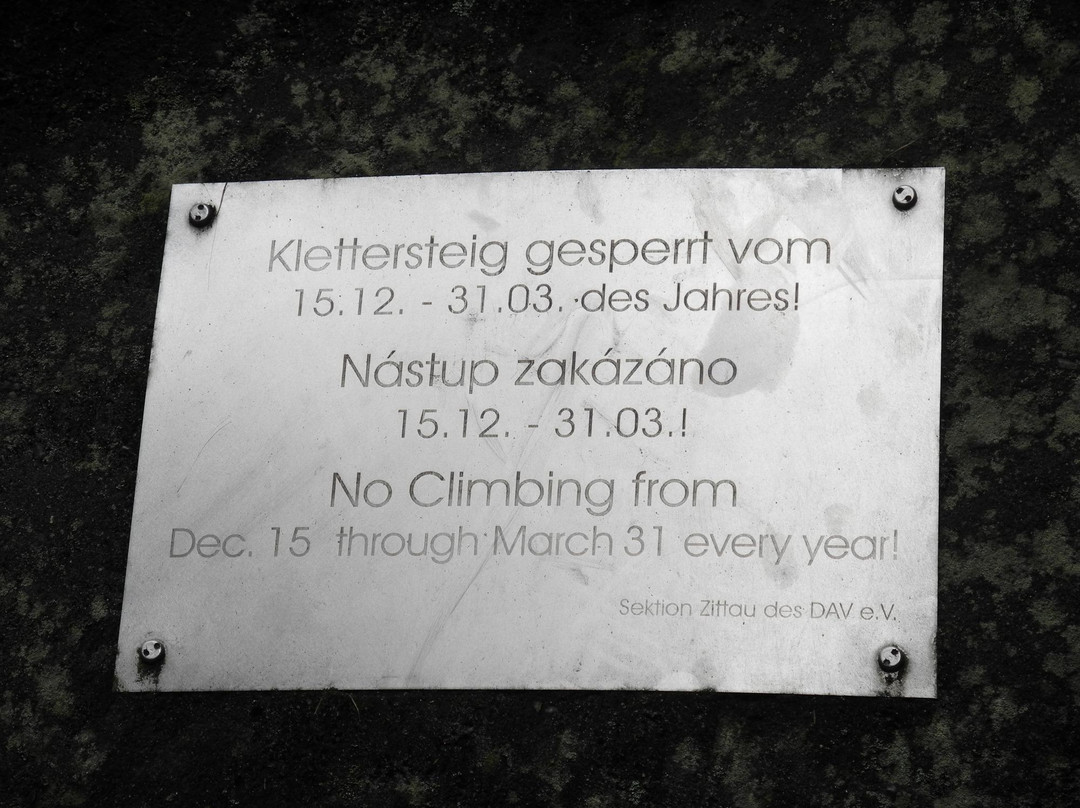 Klettersteig gesperrt vom
15.12. - 31.03. des Jahres!
Nástup zakázáno
15.12. - 31.03.!
No Climbing from
Dec. 15 through March 31 every year!
Sektion Zittau des DAV e.V.